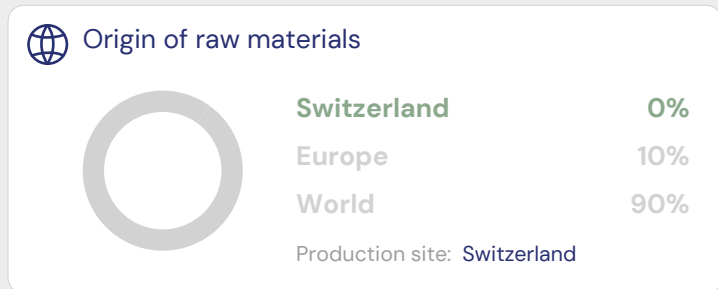 Origin of raw materials
Switzerland 0%
Europe 10%
World 90%
Production site: Switzerland